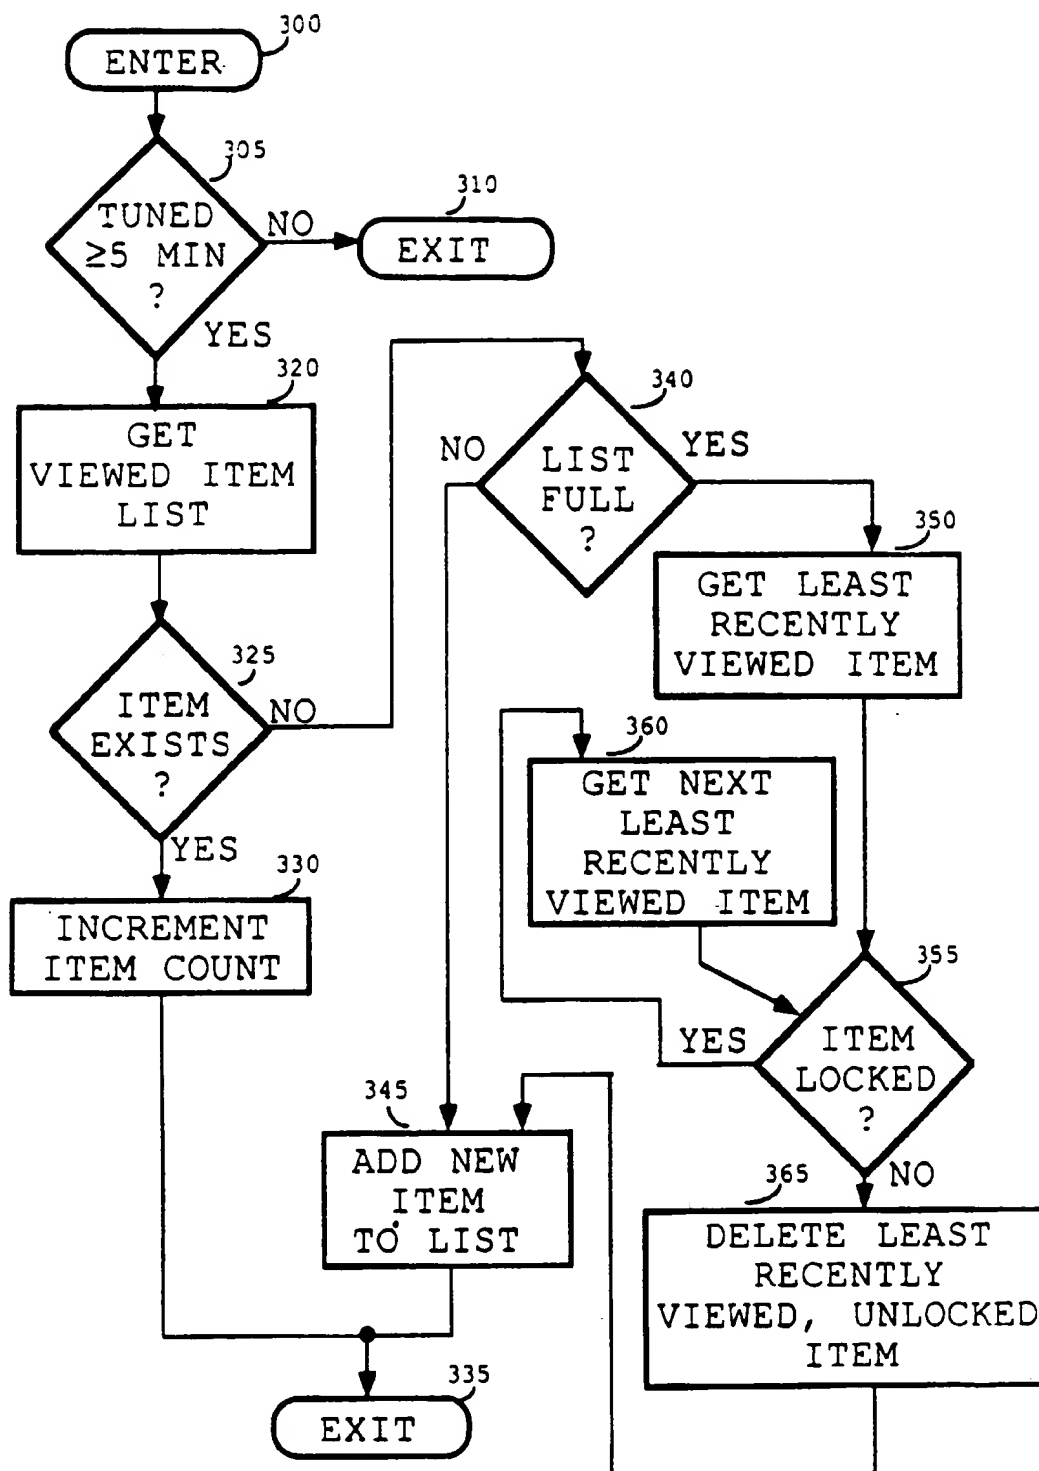 300
ENTER
305
TUNED
≥5 MIN
?
NO
310
EXIT
YES
320
GET
VIEWED ITEM
LIST
325
ITEM
EXISTS
?
NO
YES
330
INCREMENT
ITEM COUNT
340
LIST
FULL
?
NO
YES
350
GET LEAST
RECENTLY
VIEWED ITEM
360
GET NEXT
LEAST
RECENTLY
VIEWED ITEM
355
ITEM
LOCKED
?
YES
NO
345
ADD NEW
ITEM
TO LIST
365
DELETE LEAST
RECENTLY
VIEWED, UNLOCKED
ITEM
335
EXIT